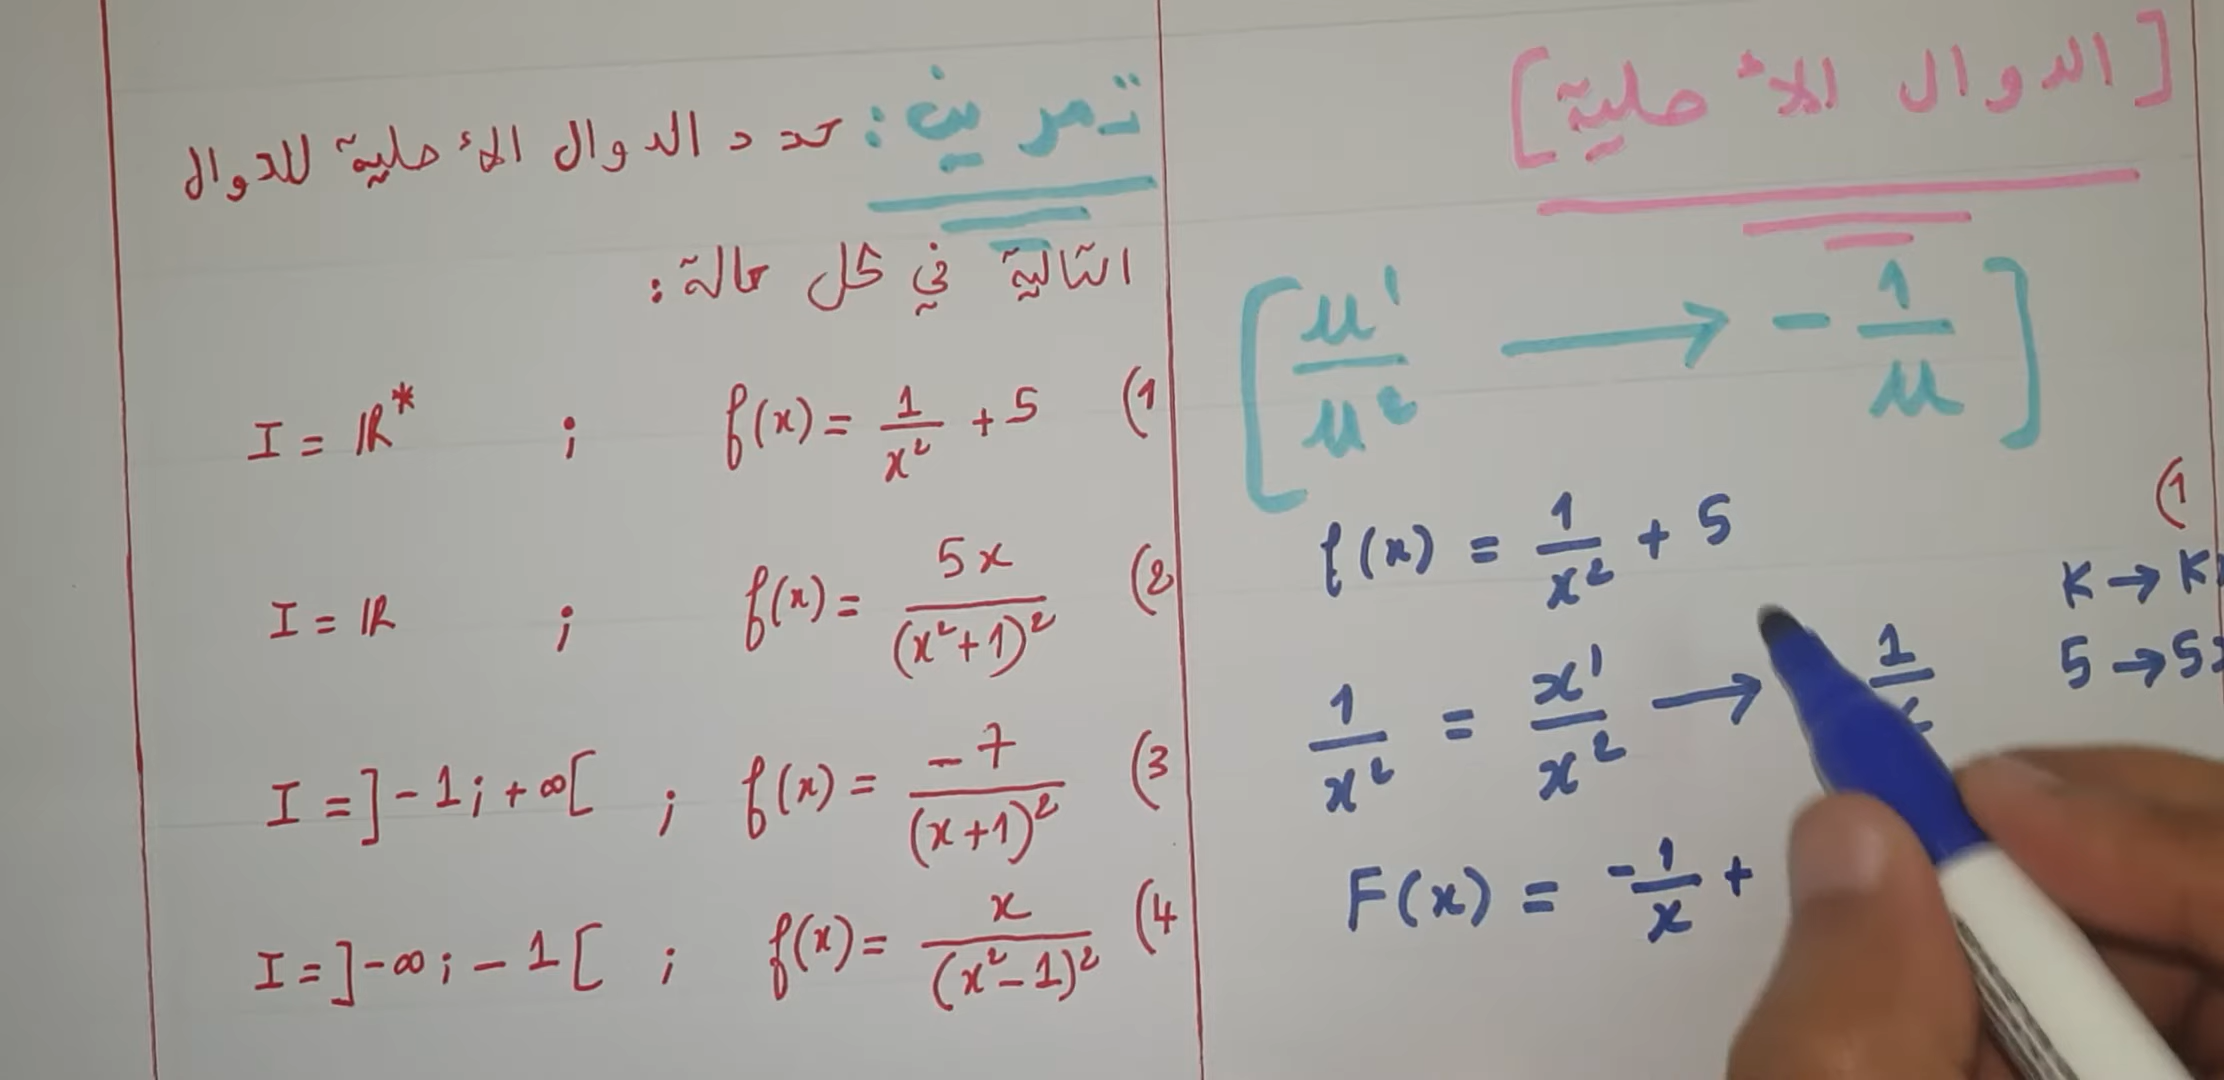 [الدوال الأصلية]
[u'/u² → - 1/u]
(1
f(x) = 1/x² + 5
K → K
5 → 5
1/x² = x'/x² → 1/
F(x) = -1/x +
تمرين: حدد الدوال الأصلية للدوال
التالية في كل حالة:
(1 f(x) = 1/x² + 5 ; I = ℝ*
(2 f(x) = 5x/(x²+1)² ; I = ℝ
(3 f(x) = -7/(x+1)² ; I = ]-1;+∞[
(4 f(x) = x/(x²-1)² ; I = ]-∞;-1[